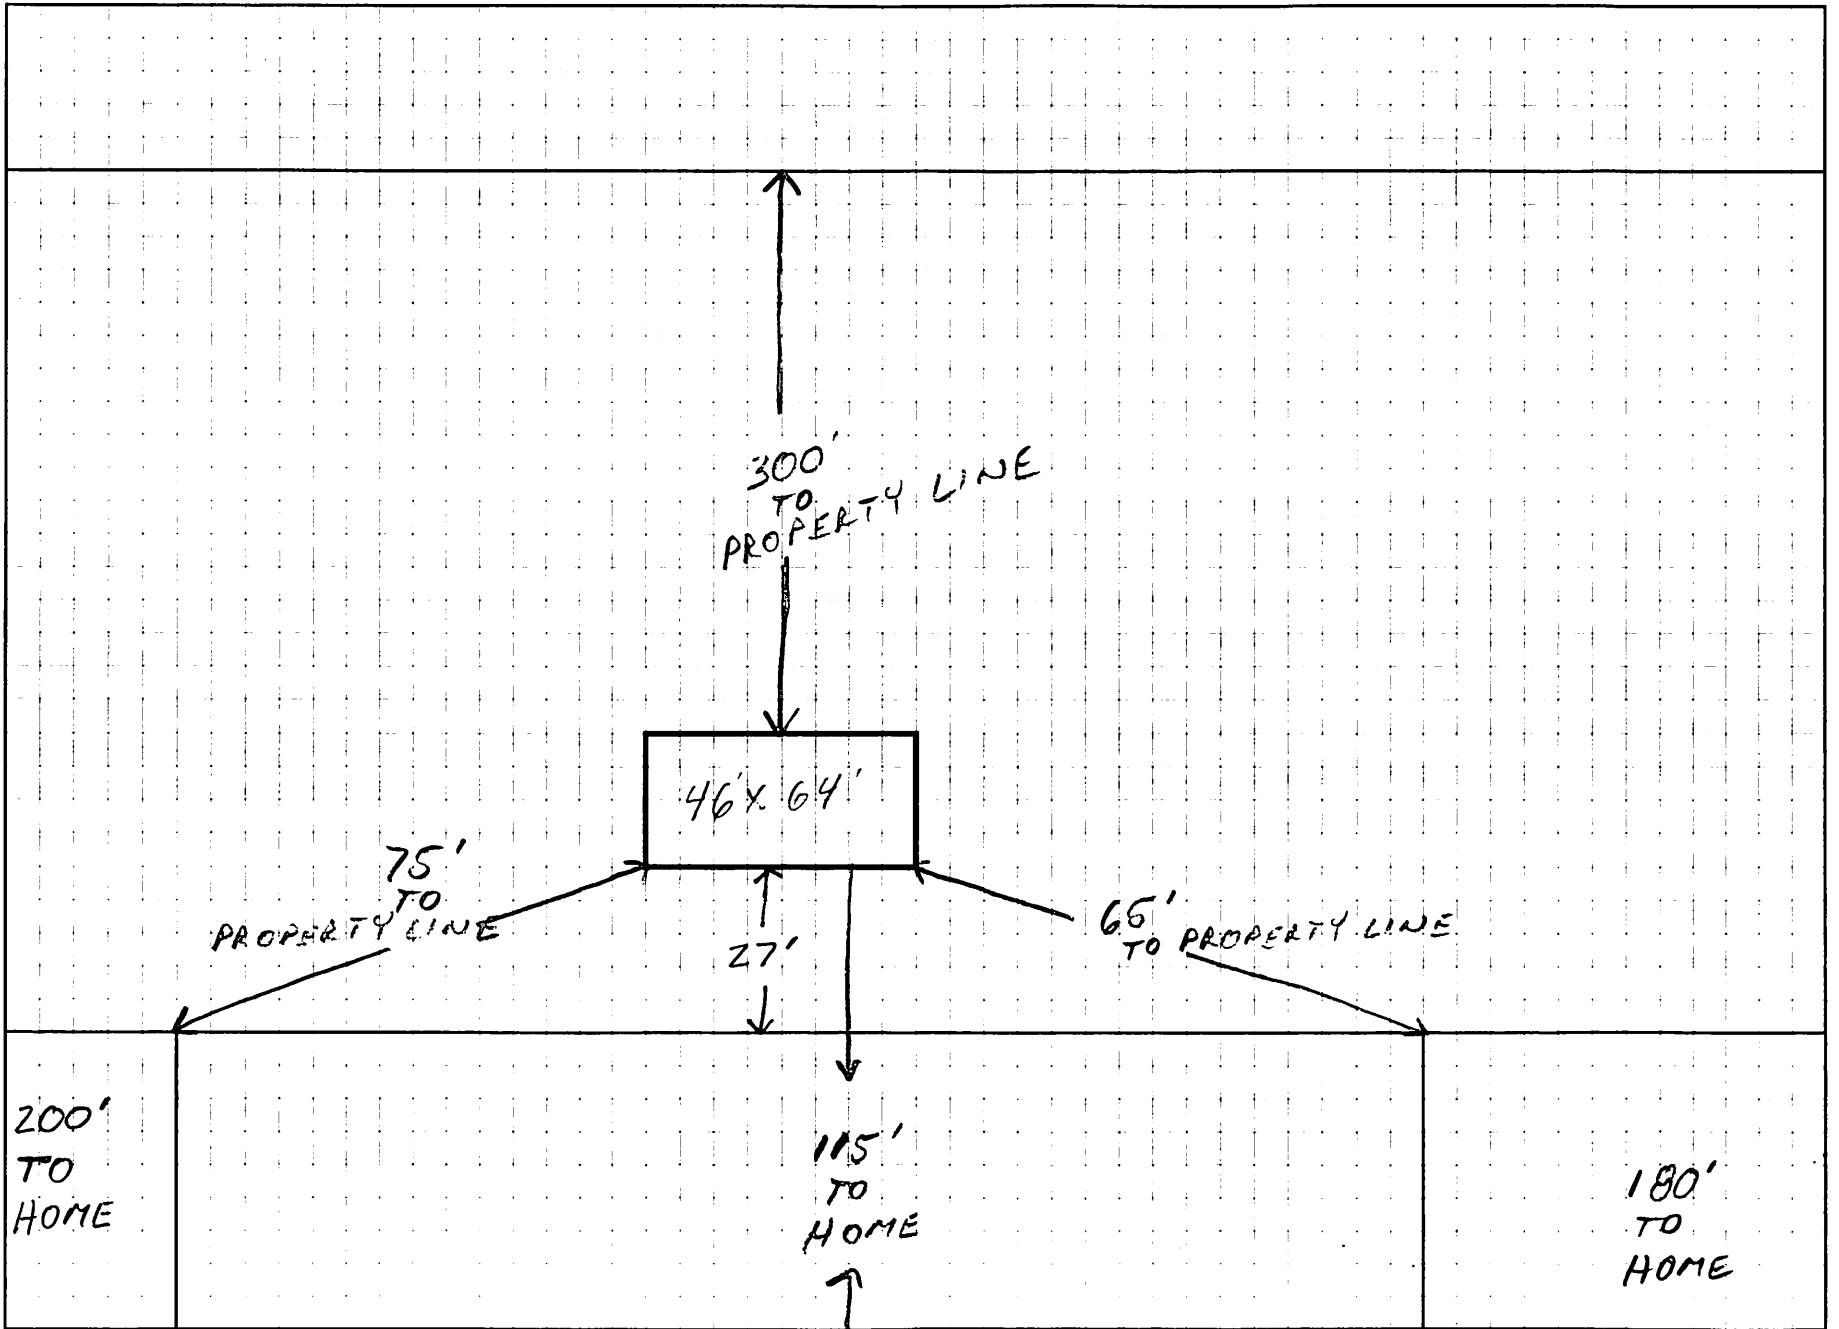 300'
TO
PROPERTY LINE
46'X 64'
75'
TO
PROPERTY LINE
27'
65'
TO PROPERTY LINE
200'
TO
HOME
115'
TO
HOME
180'
TO
HOME